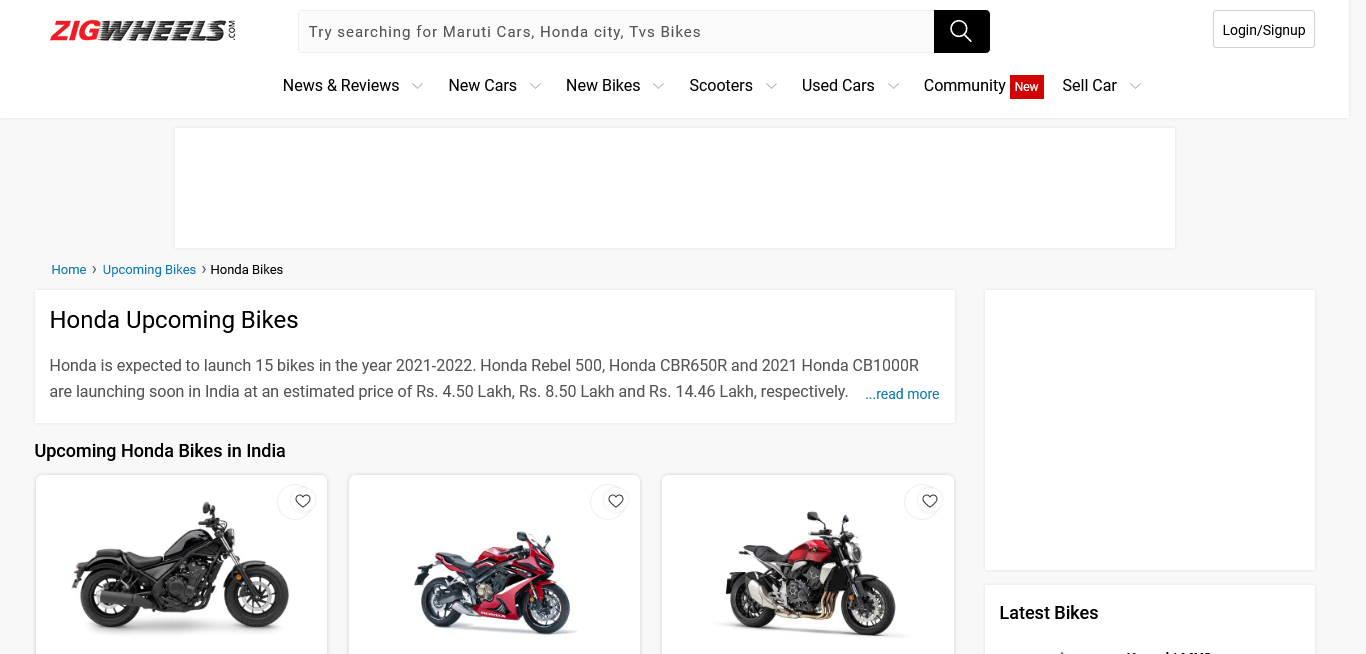 ZIGWHEELS.COM
Try searching for Maruti Cars, Honda city, Tvs Bikes
Login/Signup
News & Reviews New Cars New Bikes Scooters Used Cars Community New Sell Car
Home › Upcoming Bikes › Honda Bikes
Honda Upcoming Bikes
Honda is expected to launch 15 bikes in the year 2021-2022. Honda Rebel 500, Honda CBR650R and 2021 Honda CB1000R
are launching soon in India at an estimated price of Rs. 4.50 Lakh, Rs. 8.50 Lakh and Rs. 14.46 Lakh, respectively. ...read more
Upcoming Honda Bikes in India
Latest Bikes